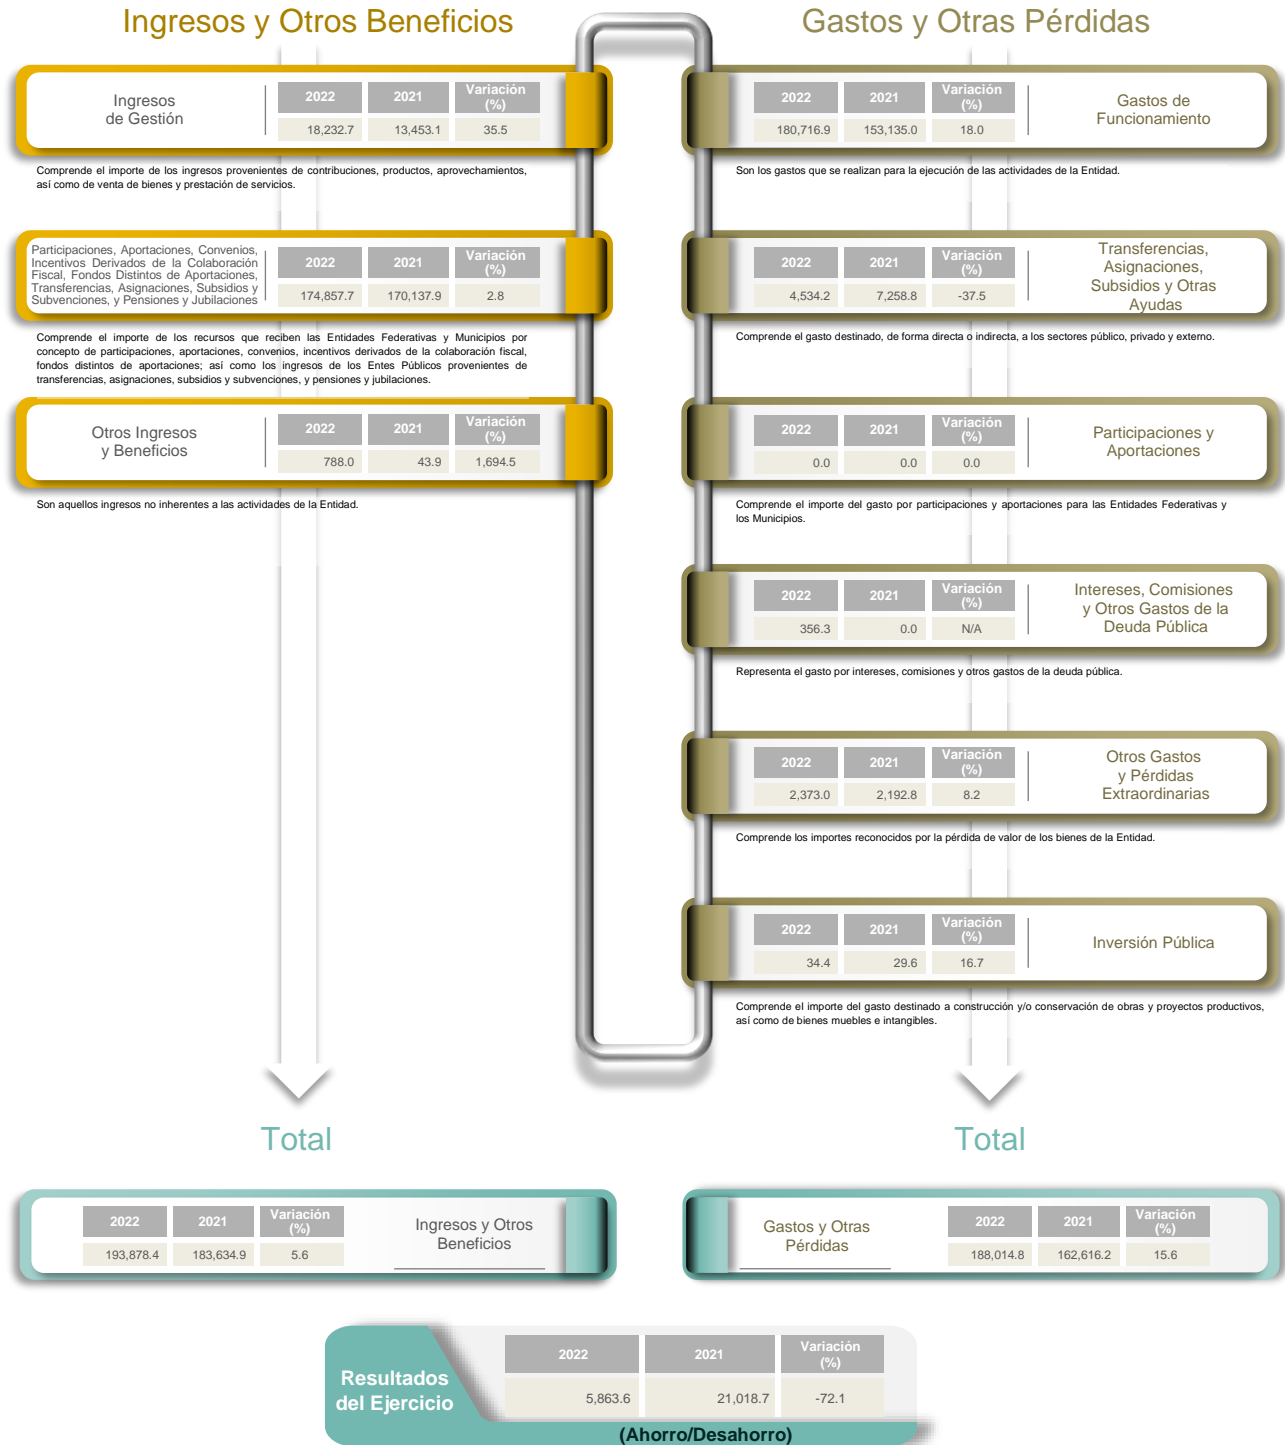 Ingresos y Otros Beneficios
Ingresos
de Gestión
2022 2021 Variación
(%)
18,232.7 13,453.1 35.5
Comprende el importe de los ingresos provenientes de contribuciones, productos, aprovechamientos,
así como de venta de bienes y prestación de servicios.
Participaciones, Aportaciones, Convenios,
Incentivos Derivados de la Colaboración
Fiscal, Fondos Distintos de Aportaciones,
Transferencias, Asignaciones, Subsidios y
Subvenciones, y Pensiones y Jubilaciones
2022 2021 Variación
(%)
174,857.7 170,137.9 2.8
Comprende el importe de los recursos que reciben las Entidades Federativas y Municipios por
concepto de participaciones, aportaciones, convenios, incentivos derivados de la colaboración fiscal,
fondos distintos de aportaciones; así como los ingresos de los Entes Públicos provenientes de
transferencias, asignaciones, subsidios y subvenciones, y pensiones y jubilaciones.
Otros Ingresos
y Beneficios
2022 2021 Variación
(%)
788.0 43.9 1,694.5
Son aquellos ingresos no inherentes a las actividades de la Entidad.
Gastos y Otras Pérdidas
2022 2021 Variación
(%)
180,716.9 153,135.0 18.0
Gastos de
Funcionamiento
Son los gastos que se realizan para la ejecución de las actividades de la Entidad.
2022 2021 Variación
(%)
4,534.2 7,258.8 -37.5
Transferencias,
Asignaciones,
Subsidios y Otras
Ayudas
Comprende el gasto destinado, de forma directa o indirecta, a los sectores público, privado y externo.
2022 2021 Variación
(%)
0.0 0.0 0.0
Participaciones y
Aportaciones
Comprende el importe del gasto por participaciones y aportaciones para las Entidades Federativas y
los Municipios.
2022 2021 Variación
(%)
356.3 0.0 N/A
Intereses, Comisiones
y Otros Gastos de la
Deuda Pública
Representa el gasto por intereses, comisiones y otros gastos de la deuda pública.
2022 2021 Variación
(%)
2,373.0 2,192.8 8.2
Otros Gastos
y Pérdidas
Extraordinarias
Comprende los importes reconocidos por la pérdida de valor de los bienes de la Entidad.
2022 2021 Variación
(%)
34.4 29.6 16.7
Inversión Pública
Comprende el importe del gasto destinado a construcción y/o conservación de obras y proyectos productivos,
así como de bienes muebles e intangibles.
Total
2022 2021 Variación
(%)
193,878.4 183,634.9 5.6
Ingresos y Otros
Beneficios
Total
Gastos y Otras
Pérdidas
2022 2021 Variación
(%)
188,014.8 162,616.2 15.6
Resultados
del Ejercicio
2022 2021 Variación
(%)
5,863.6 21,018.7 -72.1
(Ahorro/Desahorro)